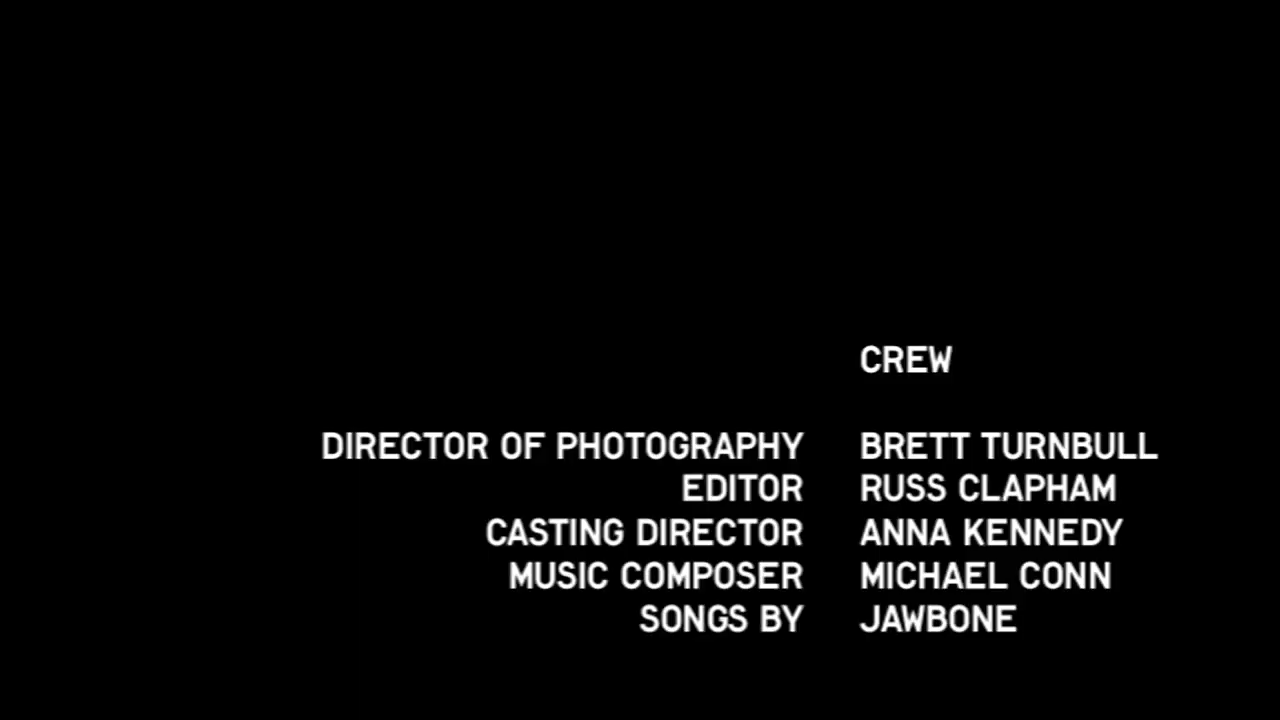 CREW
DIRECTOR OF PHOTOGRAPHY BRETT TURNBULL
EDITOR RUSS CLAPHAM
CASTING DIRECTOR ANNA KENNEDY
MUSIC COMPOSER MICHAEL CONN
SONGS BY JAWBONE